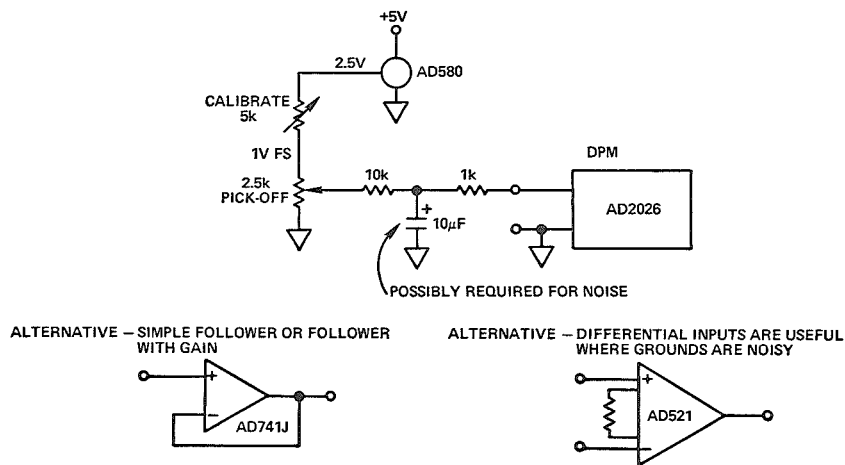 +5V
2.5V
AD580
CALIBRATE
5k
1V FS
DPM
2.5k
PICK-OFF
10k
1k
AD2026
+
10μF
POSSIBLY REQUIRED FOR NOISE
ALTERNATIVE – SIMPLE FOLLOWER OR FOLLOWER
WITH GAIN
+
–
AD741J
ALTERNATIVE – DIFFERENTIAL INPUTS ARE USEFUL
WHERE GROUNDS ARE NOISY
+
–
AD521